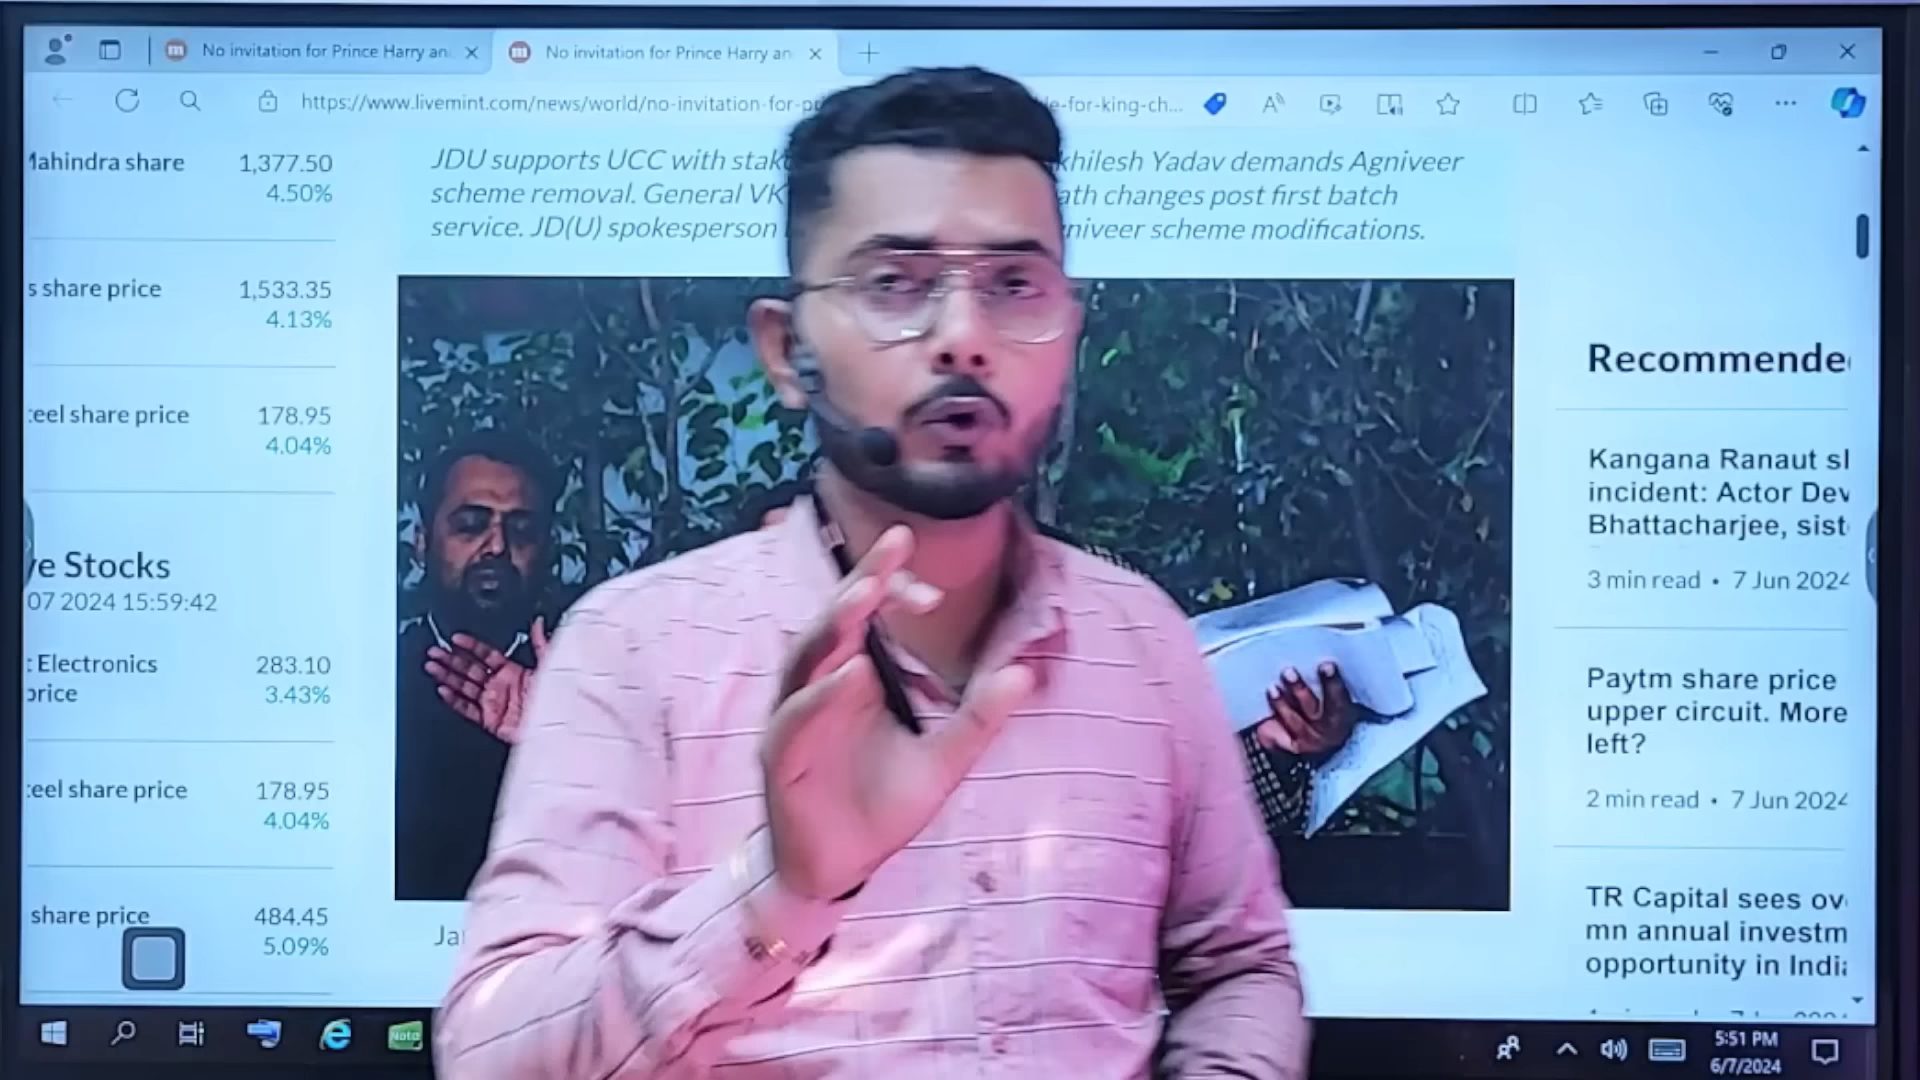 No invitation for Prince Harry an
No invitation for Prince Harry an
https://www.livemint.com/news/world/no-invitation-for-pr
e-for-king-ch...
Mahindra share
1,377.50
4.50%
s share price
1,533.35
4.13%
eel share price
178.95
4.04%
ve Stocks
07 2024 15:59:42
Electronics
price
283.10
3.43%
eel share price
178.95
4.04%
share price
484.45
5.09%
JDU supports UCC with stak
khilesh Yadav demands Agniveer
scheme removal. General VK
ath changes post first batch
service. JD(U) spokesperson
niveer scheme modifications.
Recommende
Kangana Ranaut sl
incident: Actor Dev
Bhattacharjee, sist
3 min read • 7 Jun 2024
Paytm share price
upper circuit. More
left?
2 min read • 7 Jun 2024
TR Capital sees ov
mn annual investm
opportunity in Indi
Note
5:51 PM
6/7/2024